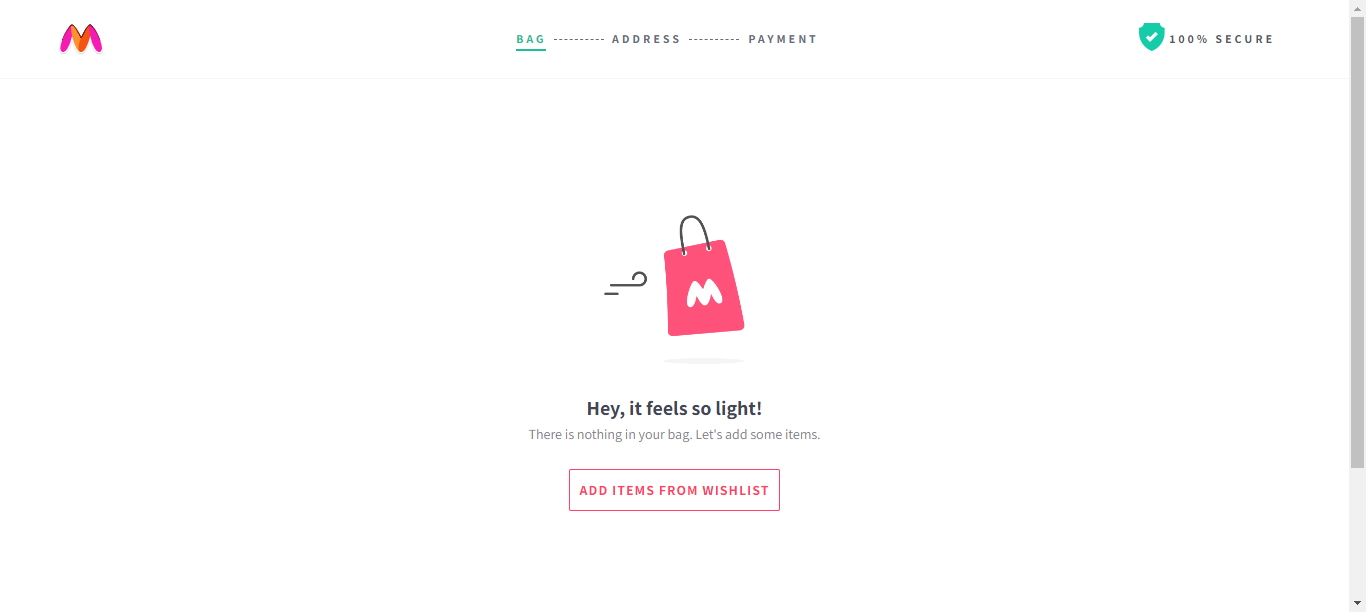 BAG ---------- ADDRESS ---------- PAYMENT
100% SECURE
Hey, it feels so light!
There is nothing in your bag. Let's add some items.
ADD ITEMS FROM WISHLIST